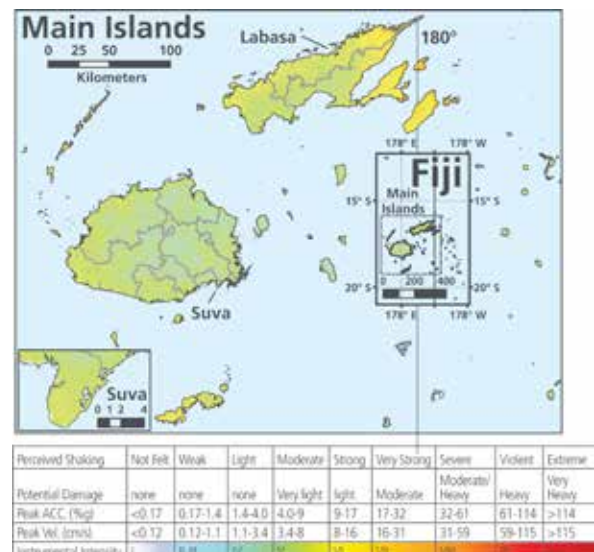 Main Islands
0 25 50 100
Kilometers
Labasa
180°
178° E 178° W
Fiji
Main
Islands
15° S 15° S
0 200 400
20° S 20° S
178° E 178° W
Suva
Suva
0 1 2 4
Perceived Shaking Not Felt Weak Light Moderate Strong Very Strong Severe Violent Extreme
Potential Damage none none none Very light light Moderate Moderate/Heavy Heavy Very Heavy
Peak ACC. (%g) <0.17 0.17-1.4 1.4-4.0 4.0-9 9-17 17-32 32-61 61-114 >114
Peak Vel. (cm/s) <0.12 0.12-1.1 1.1-3.4 3.4-8 8-16 16-31 31-59 59-115 >115
Instrumental Intensity